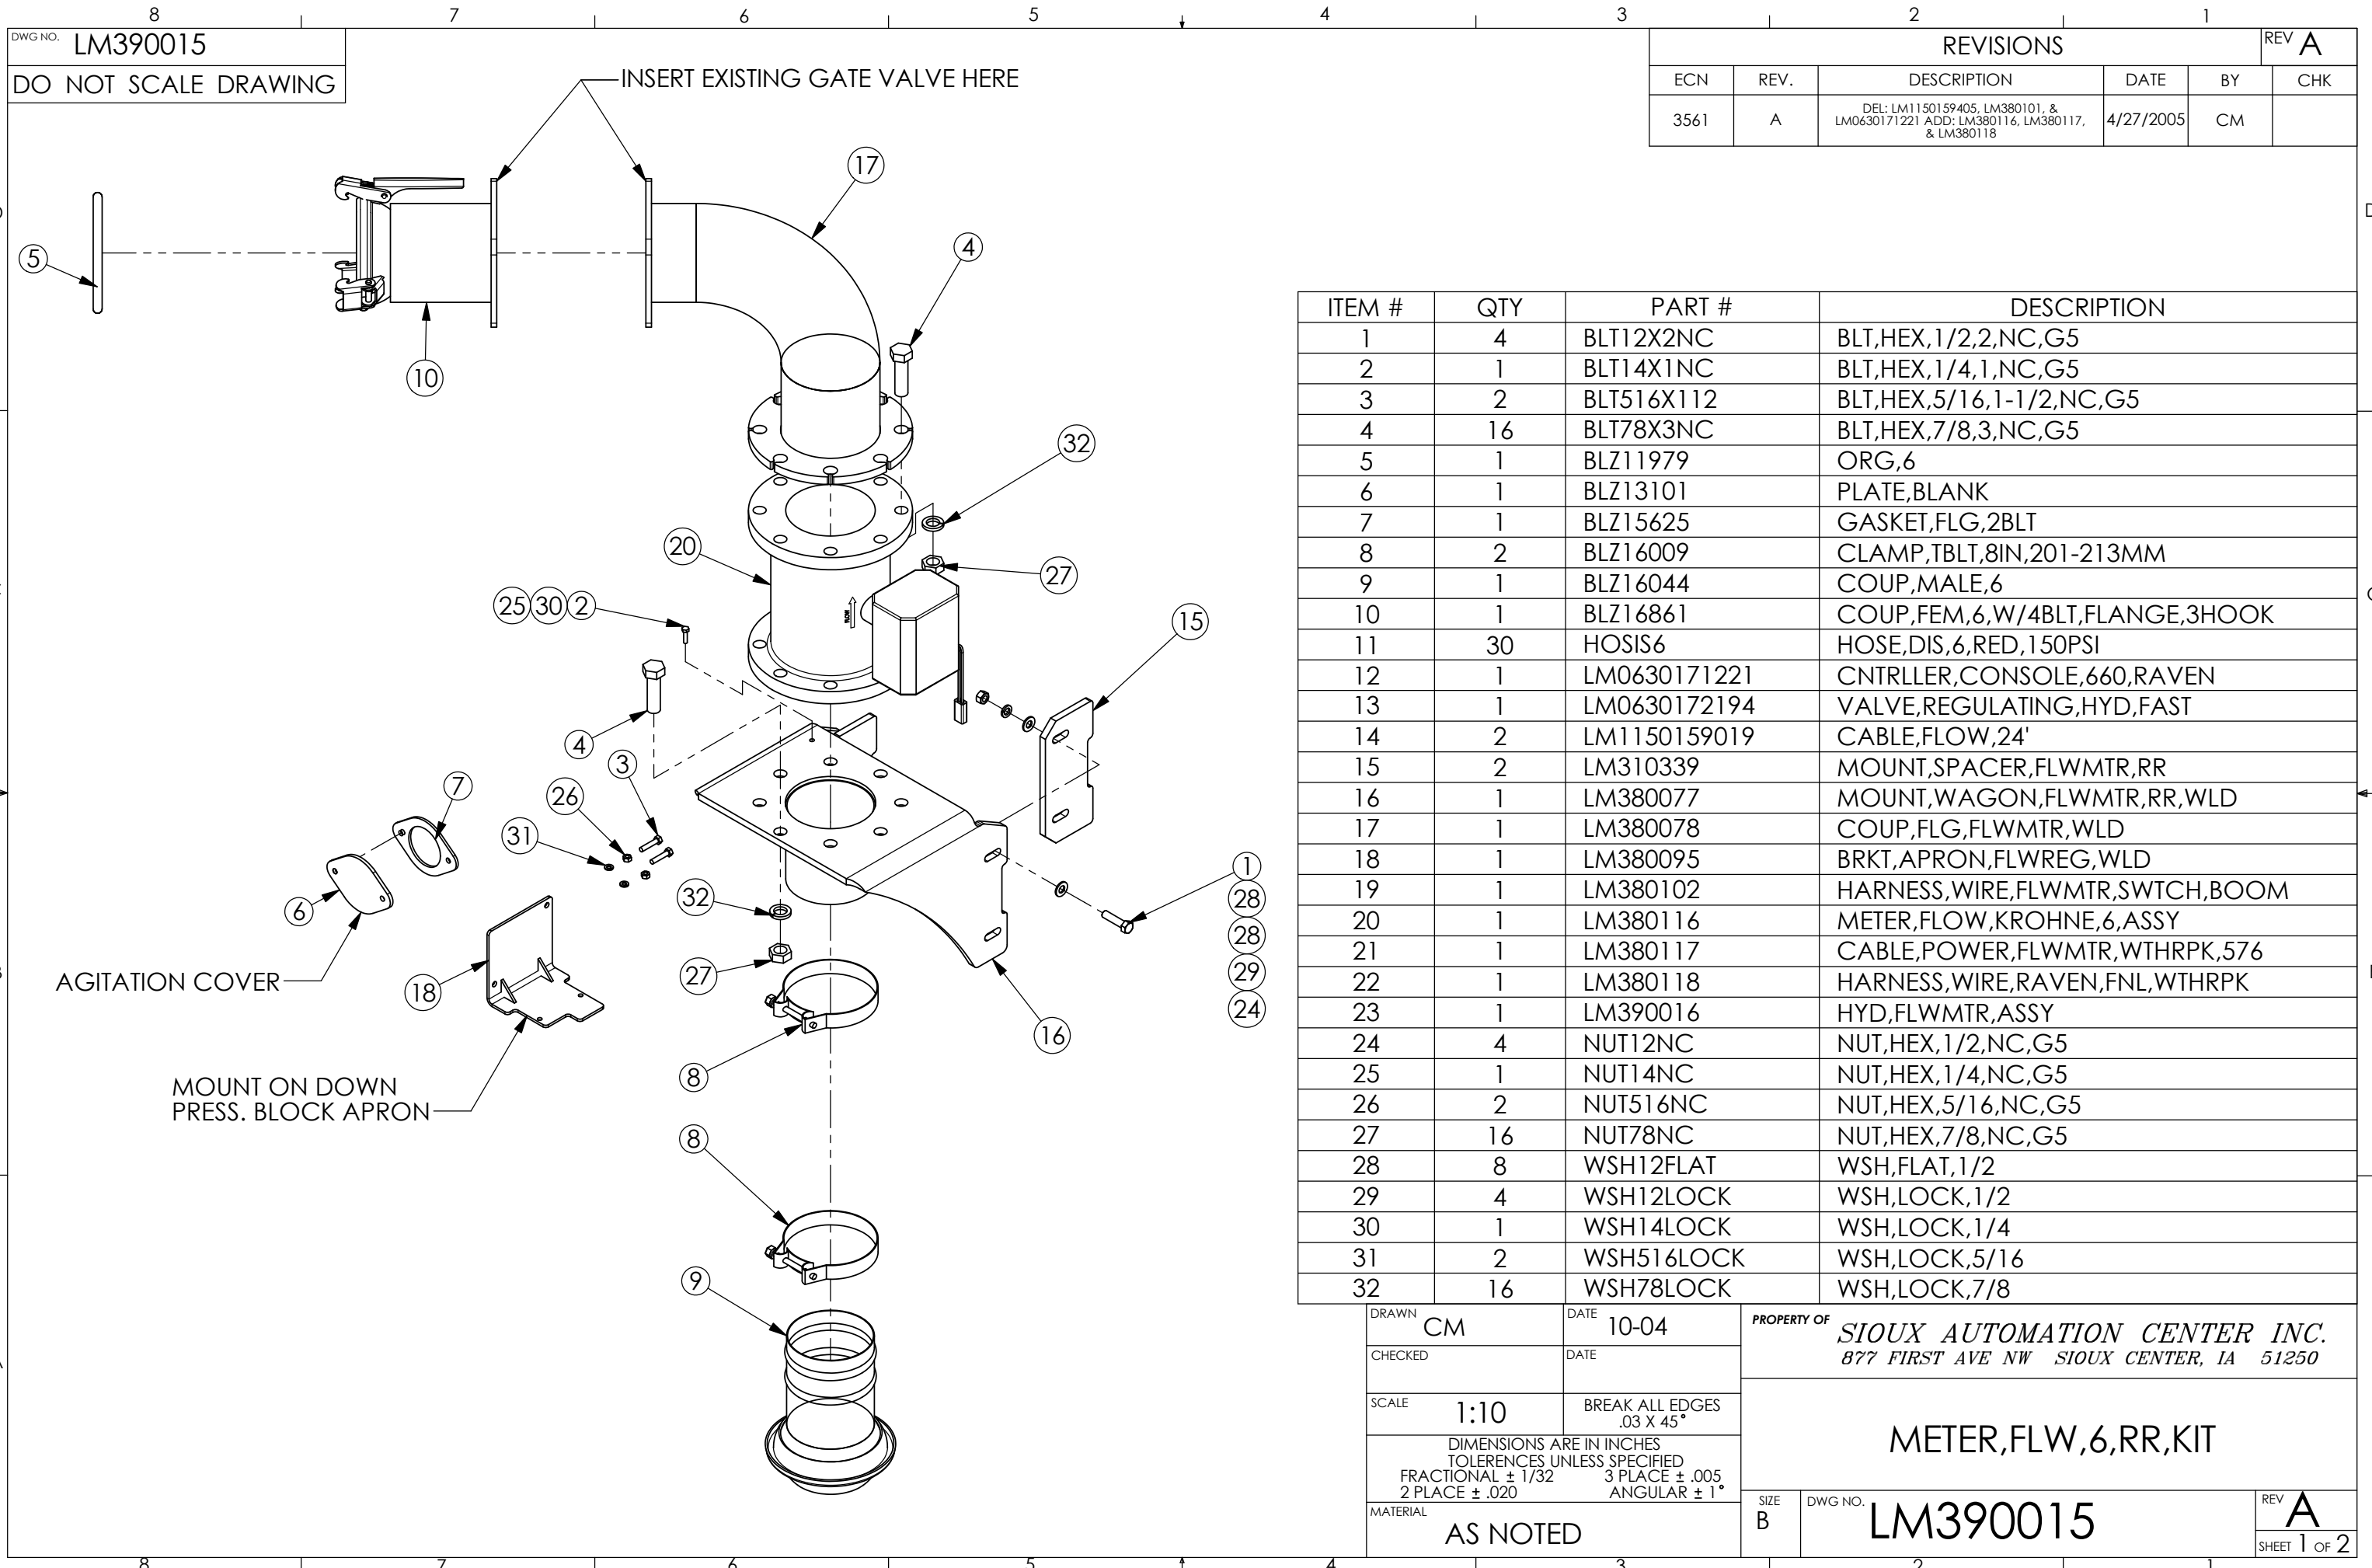 8 7 6 5 4 3 2 1
DWG NO. LM390015
DO NOT SCALE DRAWING
INSERT EXISTING GATE VALVE HERE
REVISIONS REV A
ECN REV. DESCRIPTION DATE BY CHK
3561 A DEL: LM1150159405, LM380101, &
LM0630171221 ADD: LM380116, LM380117,
& LM380118
4/27/2005 CM
17
4
5
10
32
20
27
25 30 2
15
4
3
26
7
31
6
1
28
28
29
24
32
27
18
16
8
8
9
AGITATION COVER
MOUNT ON DOWN
PRESS. BLOCK APRON
FLOW
ITEM # QTY PART # DESCRIPTION
1 4 BLT12X2NC BLT,HEX,1/2,2,NC,G5
2 1 BLT14X1NC BLT,HEX,1/4,1,NC,G5
3 2 BLT516X112 BLT,HEX,5/16,1-1/2,NC,G5
4 16 BLT78X3NC BLT,HEX,7/8,3,NC,G5
5 1 BLZ11979 ORG,6
6 1 BLZ13101 PLATE,BLANK
7 1 BLZ15625 GASKET,FLG,2BLT
8 2 BLZ16009 CLAMP,TBLT,8IN,201-213MM
9 1 BLZ16044 COUP,MALE,6
10 1 BLZ16861 COUP,FEM,6,W/4BLT,FLANGE,3HOOK
11 30 HOSIS6 HOSE,DIS,6,RED,150PSI
12 1 LM0630171221 CNTRLLER,CONSOLE,660,RAVEN
13 1 LM0630172194 VALVE,REGULATING,HYD,FAST
14 2 LM1150159019 CABLE,FLOW,24'
15 2 LM310339 MOUNT,SPACER,FLWMTR,RR
16 1 LM380077 MOUNT,WAGON,FLWMTR,RR,WLD
17 1 LM380078 COUP,FLG,FLWMTR,WLD
18 1 LM380095 BRKT,APRON,FLWREG,WLD
19 1 LM380102 HARNESS,WIRE,FLWMTR,SWTCH,BOOM
20 1 LM380116 METER,FLOW,KROHNE,6,ASSY
21 1 LM380117 CABLE,POWER,FLWMTR,WTHRPK,576
22 1 LM380118 HARNESS,WIRE,RAVEN,FNL,WTHRPK
23 1 LM390016 HYD,FLWMTR,ASSY
24 4 NUT12NC NUT,HEX,1/2,NC,G5
25 1 NUT14NC NUT,HEX,1/4,NC,G5
26 2 NUT516NC NUT,HEX,5/16,NC,G5
27 16 NUT78NC NUT,HEX,7/8,NC,G5
28 8 WSH12FLAT WSH,FLAT,1/2
29 4 WSH12LOCK WSH,LOCK,1/2
30 1 WSH14LOCK WSH,LOCK,1/4
31 2 WSH516LOCK WSH,LOCK,5/16
32 16 WSH78LOCK WSH,LOCK,7/8
DRAWN CM DATE 10-04
CHECKED DATE
SCALE 1:10 BREAK ALL EDGES
.03 X 45°
DIMENSIONS ARE IN INCHES
TOLERENCES UNLESS SPECIFIED
FRACTIONAL ± 1/32 3 PLACE ± .005
2 PLACE ± .020 ANGULAR ± 1°
MATERIAL AS NOTED
PROPERTY OF SIOUX AUTOMATION CENTER INC.
877 FIRST AVE NW SIOUX CENTER, IA 51250
METER,FLW,6,RR,KIT
SIZE B DWG NO. LM390015 REV A
SHEET 1 OF 2
8 7 6 5 4 3 2 1